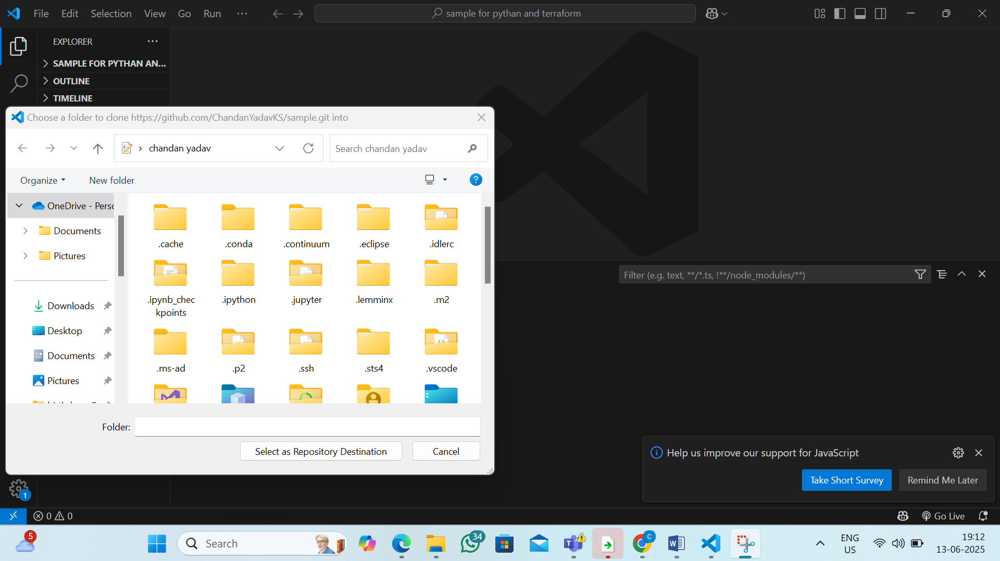 File Edit Selection View Go Run ···
sample for pythan and terraform
EXPLORER
SAMPLE FOR PYTHAN AN...
OUTLINE
TIMELINE
Choose a folder to clone https://github.com/ChandanYadavKS/sample.git into
chandan yadav
Search chandan yadav
Organize
New folder
?
OneDrive - Perso
Documents
Pictures
Downloads
Desktop
Documents
Pictures
.cache
.conda
.continuum
.eclipse
.idlerc
.ipynb_chec
kpoints
.ipython
.jupyter
.lemminx
.m2
.ms-ad
.p2
.ssh
.sts4
.vscode
Folder:
Select as Repository Destination
Cancel
Filter (e.g. text, **/*.ts, !**/node_modules/**)
Help us improve our support for JavaScript
Take Short Survey
Remind Me Later
1
0 0
Go Live
5
Search
34
T
C
W
ENG
US
19:12
13-06-2025